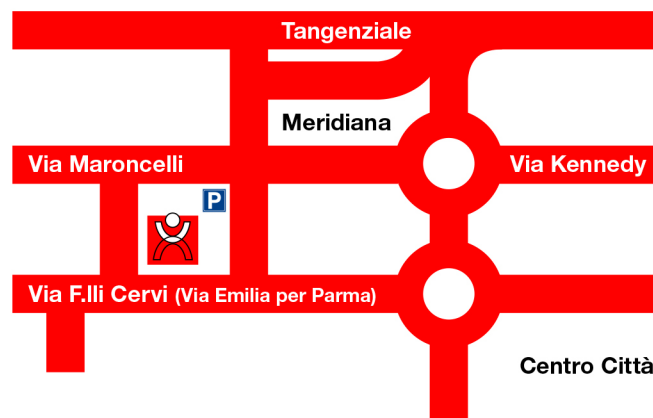 Tangenziale
Meridiana
Via Maroncelli
Via Kennedy
P
Via F.lli Cervi (Via Emilia per Parma)
Centro Città